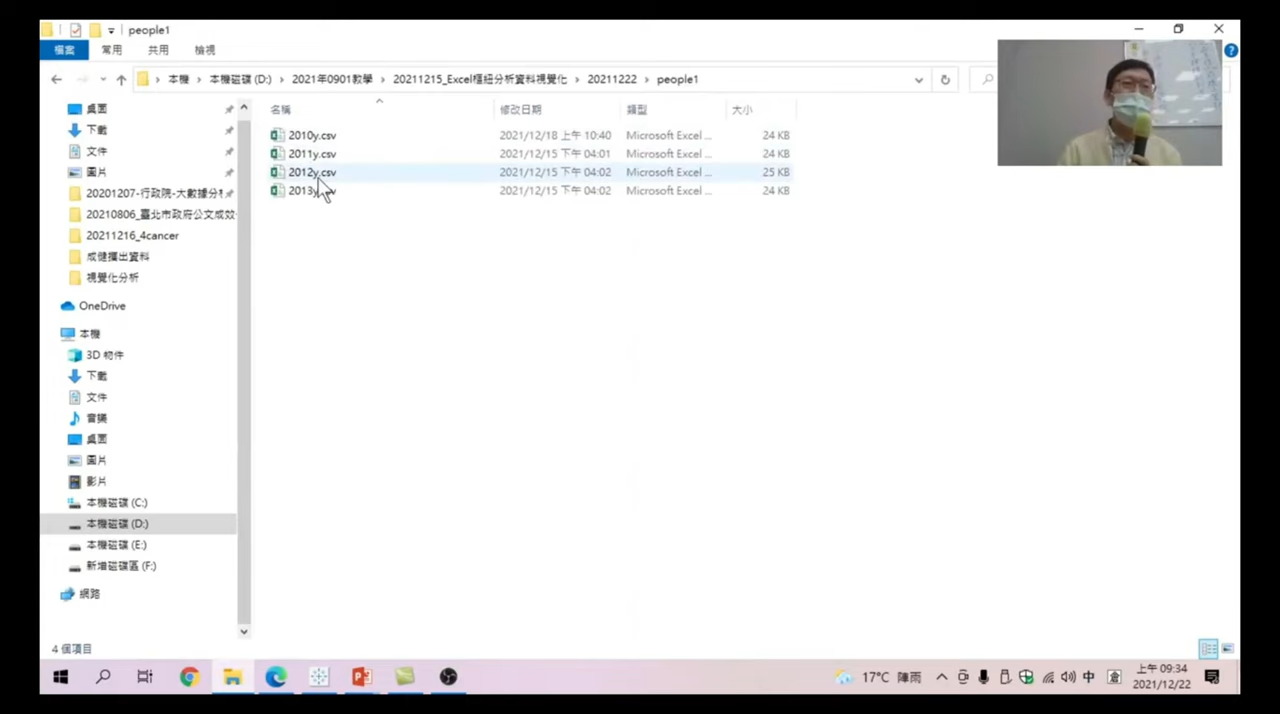 people1
檔案 常用 共用 檢視
本機 › 本機磁碟 (D:) › 2021年0901教學 › 20211215_Excel樞紐分析資料視覺化 › 20211222 › people1
名稱 修改日期 類型 大小
2010y.csv 2021/12/18 上午 10:40 Microsoft Excel ... 24 KB
2011y.csv 2021/12/15 下午 04:01 Microsoft Excel ... 24 KB
2012y.csv 2021/12/15 下午 04:02 Microsoft Excel ... 25 KB
2021/12/15 下午 04:02 Microsoft Excel ... 24 KB
桌面
下載
文件
圖片
20201207-行政院-大數據分
20210806_臺北市政府公文成效
20211216_4cancer
成健匯出資料
視覺化分析
OneDrive
本機
3D 物件
下載
文件
音樂
桌面
圖片
影片
本機磁碟 (C:)
本機磁碟 (D:)
本機磁碟 (E:)
新增磁碟區 (F:)
網路
4 個項目
17°C 陣雨 中 倉 上午 09:34
2021/12/22